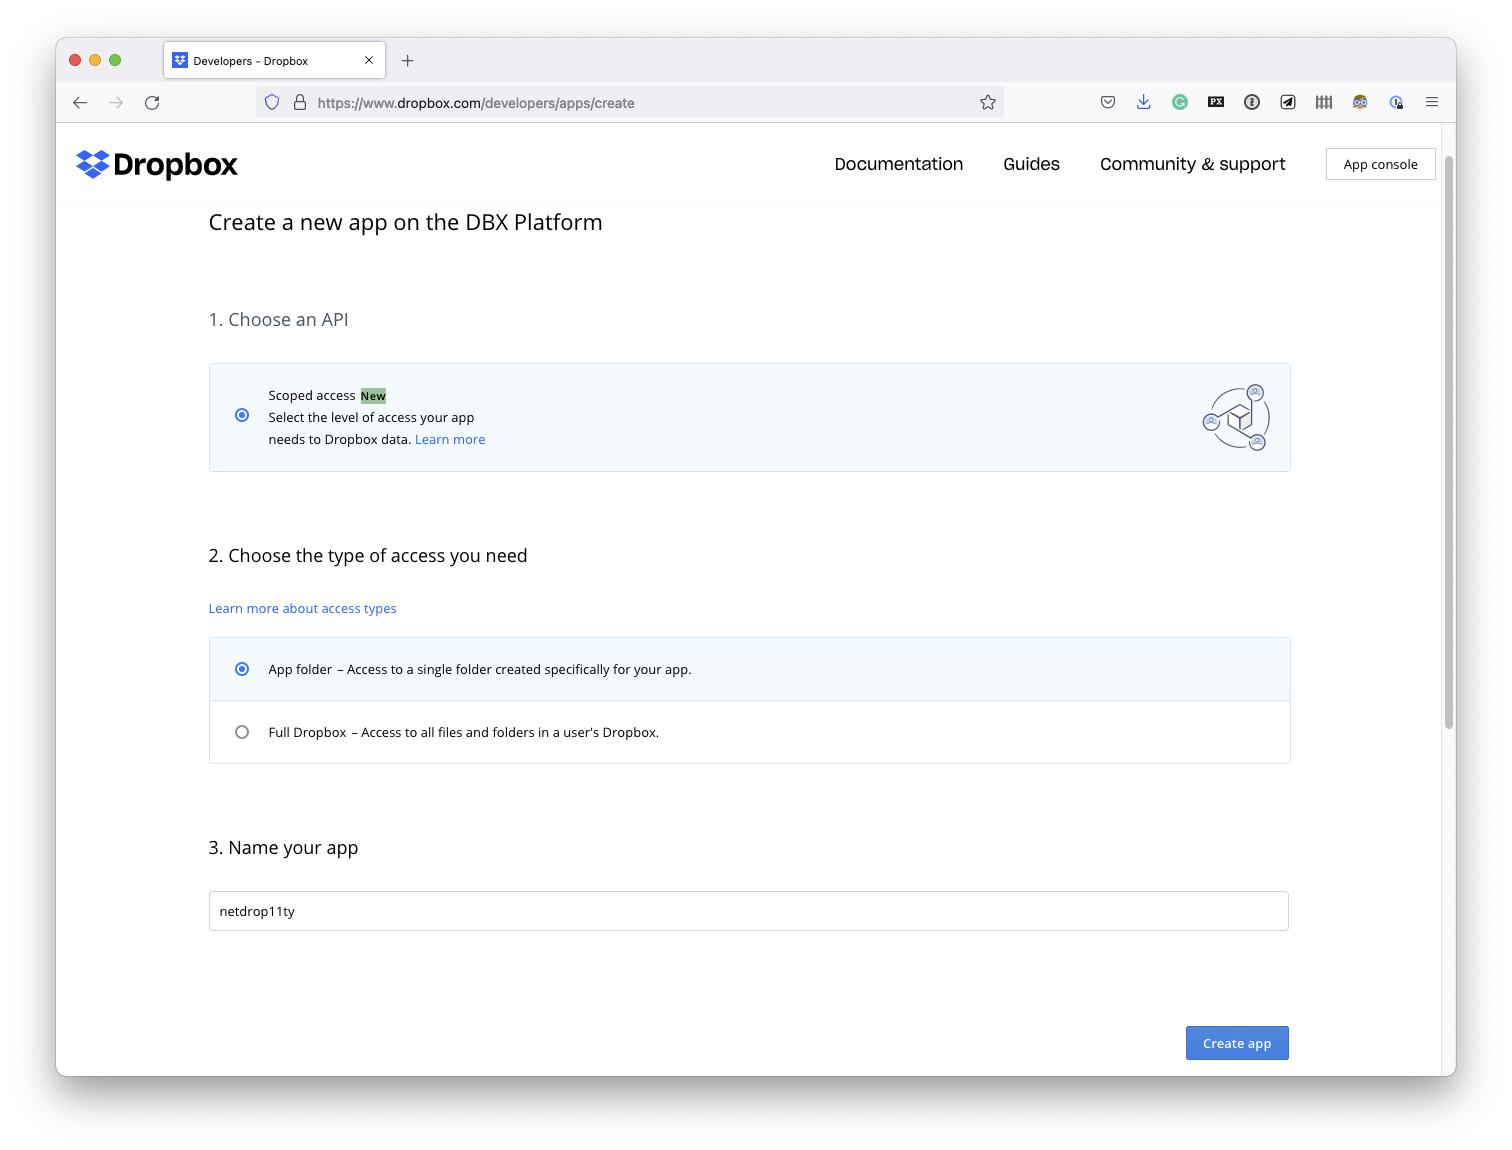 Developers - Dropbox
https://www.dropbox.com/developers/apps/create
PX
Dropbox
Documentation
Guides
Community & support
App console
Create a new app on the DBX Platform
1. Choose an API
Scoped access New
Select the level of access your app
needs to Dropbox data. Learn more
2. Choose the type of access you need
Learn more about access types
App folder – Access to a single folder created specifically for your app.
Full Dropbox – Access to all files and folders in a user's Dropbox.
3. Name your app
netdrop11ty
Create app